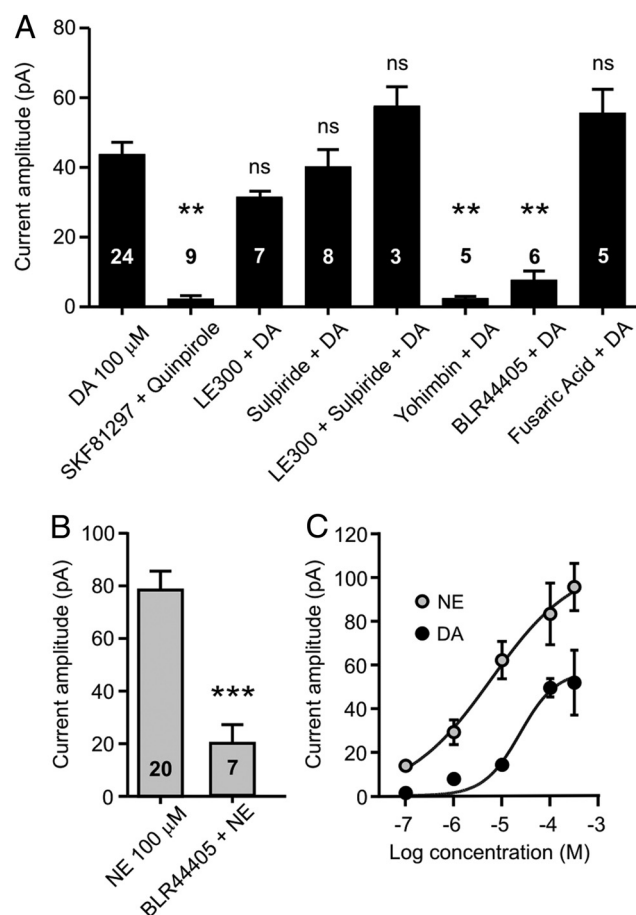 A
Current amplitude (pA)
80
60
40
20
0
ns
ns
ns
ns
**
**
**
24
9
7
8
3
5
6
5
DA 100 μM
SKF81297 + Quinpirole
LE300 + DA
Sulpiride + DA
LE300 + Sulpiride + DA
Yohimbin + DA
BLR44405 + DA
Fusaric Acid + DA
B
Current amplitude (pA)
100
80
60
40
20
0
***
20
7
NE 100 μM
BLR44405 + NE
C
Current amplitude (pA)
120
100
80
60
40
20
0
NE
DA
-7
-6
-5
-4
-3
Log concentration (M)